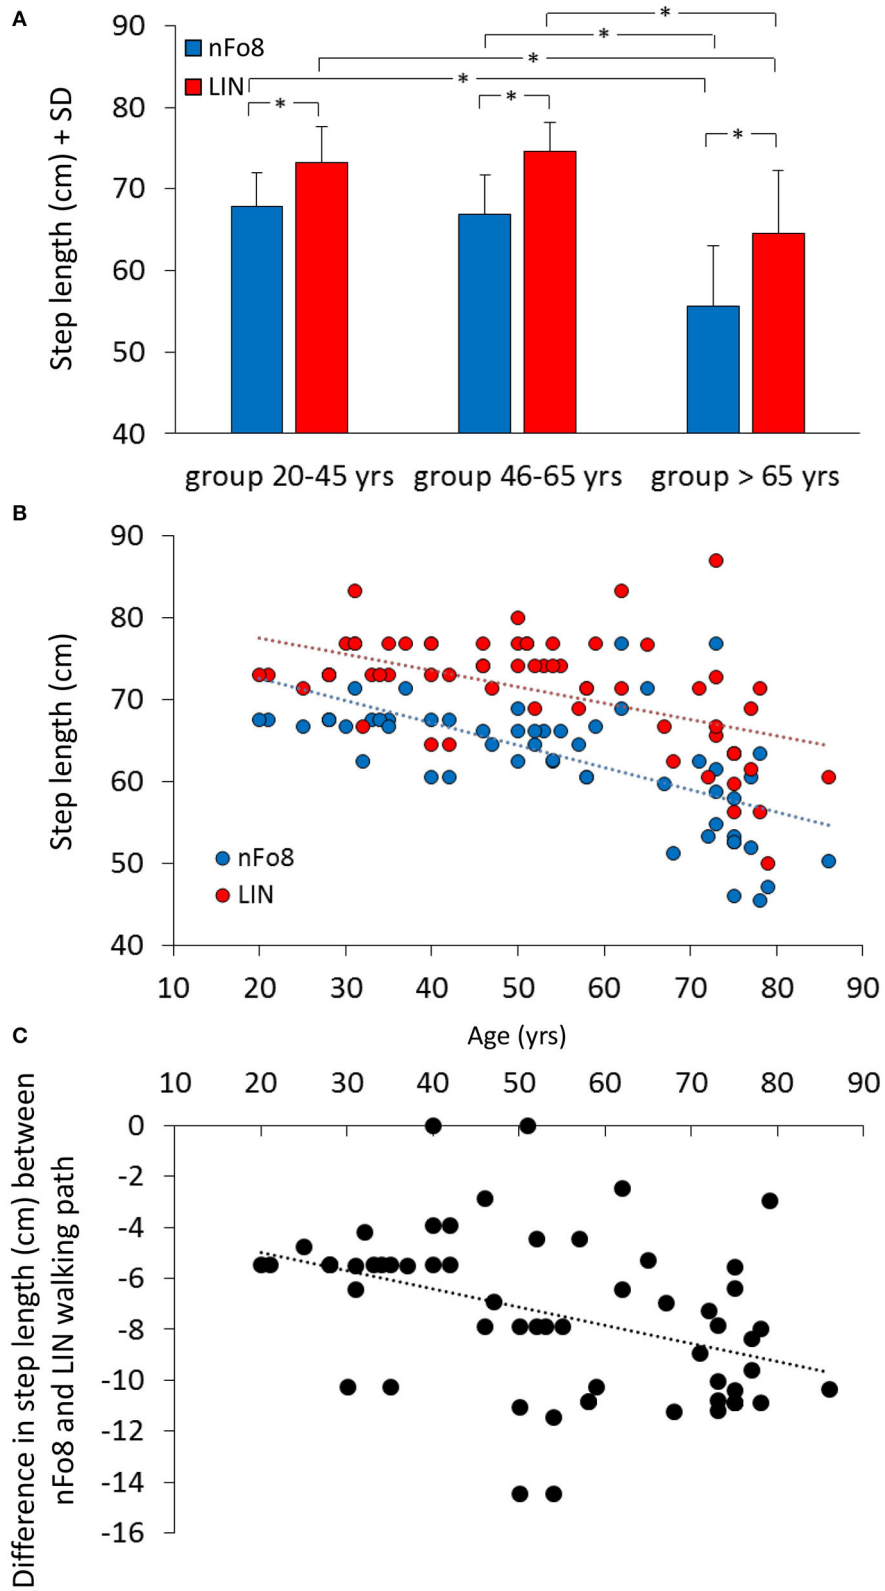 A
Step length (cm) + SD
90
80
70
60
50
40
nFo8
LIN
*
*
*
*
*
*
*
group 20-45 yrs
group 46-65 yrs
group > 65 yrs
B
Step length (cm)
90
80
70
60
50
40
nFo8
LIN
10 20 30 40 50 60 70 80 90
Age (yrs)
C
10 20 30 40 50 60 70 80 90
Difference in step length (cm) between
nFo8 and LIN walking path
0
-2
-4
-6
-8
-10
-12
-14
-16